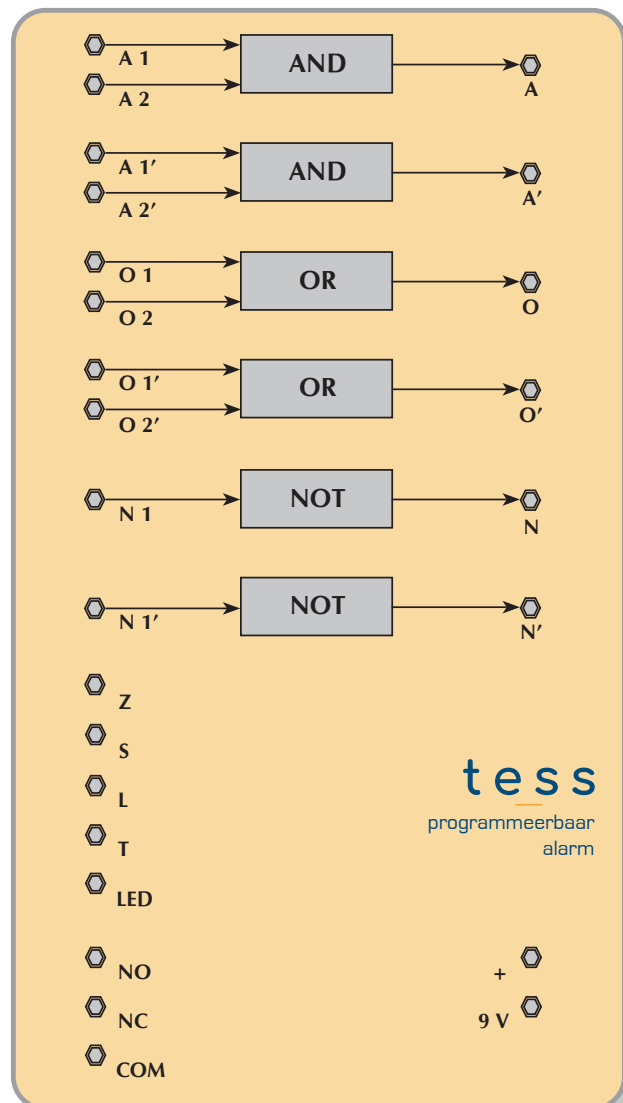 A 1
AND
A
A 2
A 1′
AND
A′
A 2′
O 1
OR
O
O 2
O 1′
OR
O′
O 2′
N 1
NOT
N
N 1′
NOT
N′
Z
S
L
T
LED
tess
programmeerbaar
alarm
NO
+
NC
9 V
COM